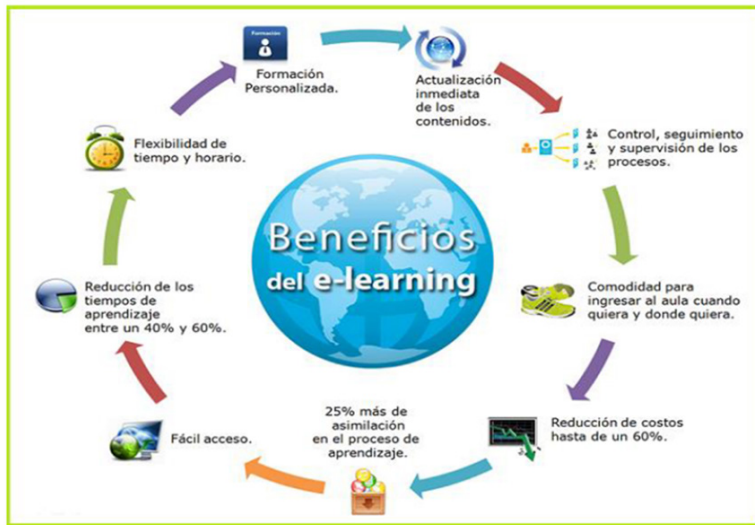 Formación
Formación
Personalizada.
Actualización
inmediata
de los
contenidos.
Control, seguimiento
y supervisión de los
procesos.
Comodidad para
ingresar al aula cuando
quiera y donde quiera.
Reducción de costos
hasta de un 60%.
25% más de
asimilación
en el proceso de
aprendizaje.
Fácil acceso.
Reducción de los
tiempos de
aprendizaje
entre un 40% y 60%.
Flexibilidad de
tiempo y horario.
Beneficios
del e-learning